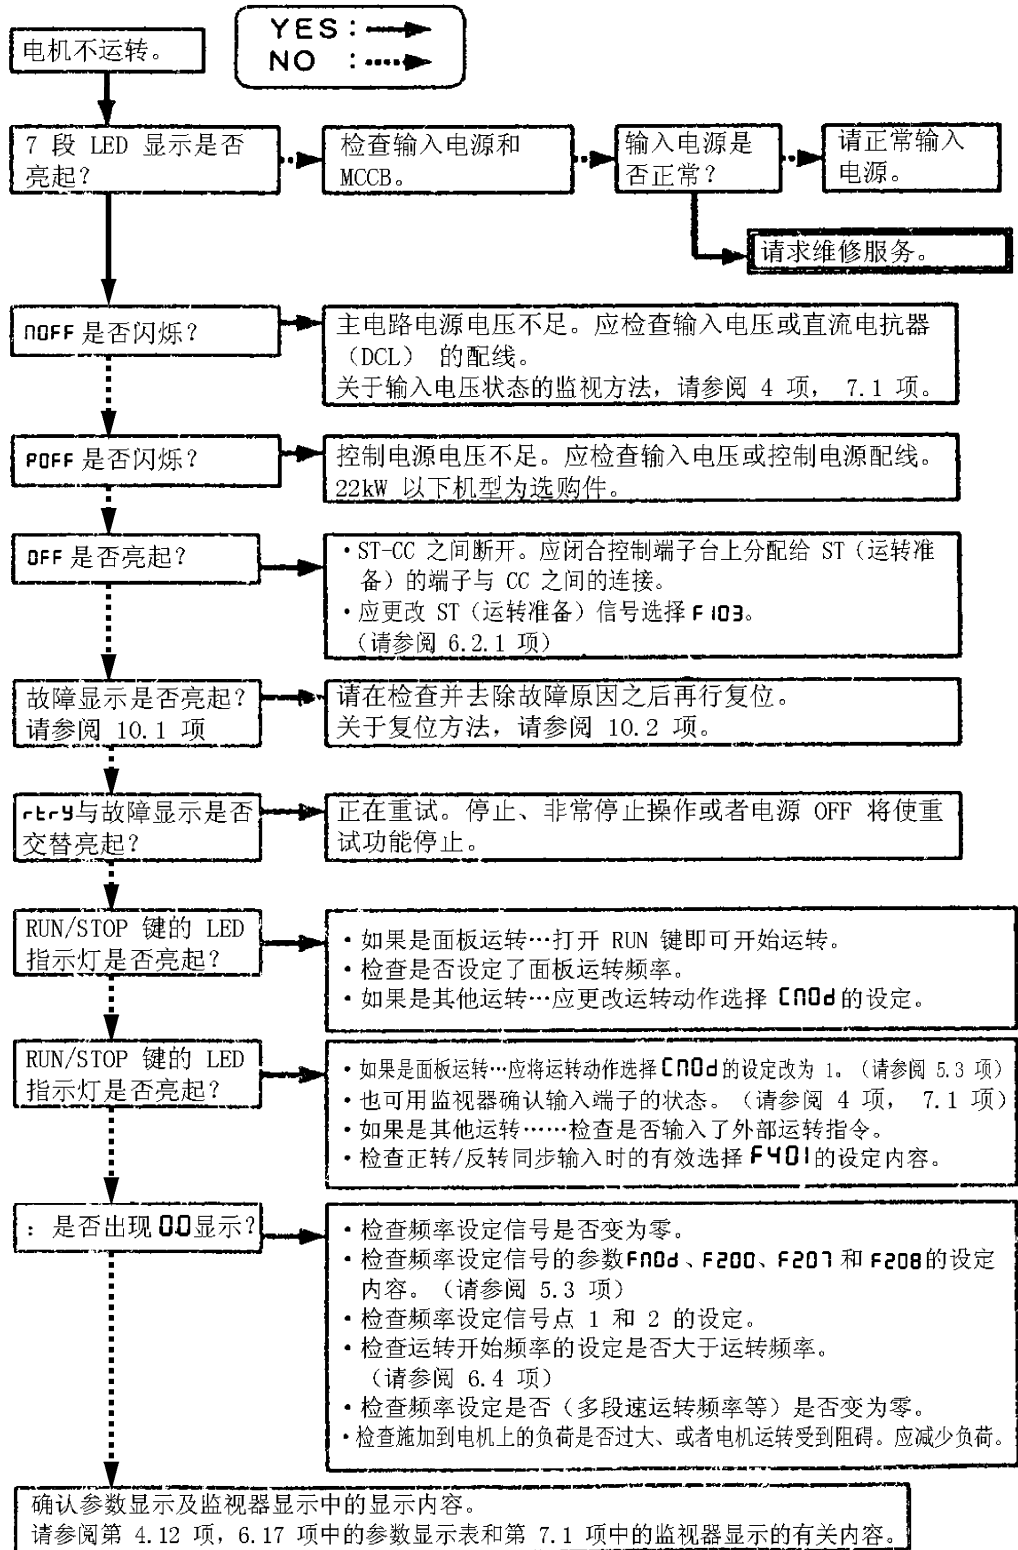 YES:
NO :
电机不运转。
7 段 LED 显示是否
亮起？
检查输入电源和
MCCB。
输入电源是
否正常？
请正常输入
电源。
请求维修服务。
NOFF 是否闪烁？
主电路电源电压不足。应检查输入电压或直流电抗器
（DCL） 的配线。
关于输入电压状态的监视方法，请参阅 4 项， 7.1 项。
POFF 是否闪烁？
控制电源电压不足。应检查输入电压或控制电源配线。
22kW 以下机型为选购件。
OFF 是否亮起？
·ST-CC 之间断开。应闭合控制端子台上分配给 ST（运转准
备）的端子与 CC 之间的连接。
·应更改 ST（运转准备）信号选择 F103。
（请参阅 6.2.1 项）
故障显示是否亮起？
请参阅 10.1 项
请在检查并去除故障原因之后再行复位。
关于复位方法，请参阅 10.2 项。
rtry与故障显示是否
交替亮起？
正在重试。停止、非常停止操作或者电源 OFF 将使重
试功能停止。
RUN/STOP 键的 LED
指示灯是否亮起？
·如果是面板运转…打开 RUN 键即可开始运转。
·检查是否设定了面板运转频率。
·如果是其他运转…应更改运转动作选择 CNOd的设定。
RUN/STOP 键的 LED
指示灯是否亮起？
·如果是面板运转…应将运转动作选择CNOd的设定改为 1。（请参阅 5.3 项）
·也可用监视器确认输入端子的状态。（请参阅 4 项， 7.1 项）
·如果是其他运转……检查是否输入了外部运转指令。
·检查正转/反转同步输入时的有效选择 F401的设定内容。
：是否出现 0.0显示？
·检查频率设定信号是否变为零。
·检查频率设定信号的参数FNOd、F200、F207 和 F208的设定
内容。（请参阅 5.3 项）
·检查频率设定信号点 1 和 2 的设定。
·检查运转开始频率的设定是否大于运转频率。
（请参阅 6.4 项）
·检查频率设定是否（多段速运转频率等）是否变为零。
·检查施加到电机上的负荷是否过大、或者电机运转受到阻碍。应减少负荷。
确认参数显示及监视器显示中的显示内容。
请参阅第 4.12 项，6.17 项中的参数显示表和第 7.1 项中的监视器显示的有关内容。